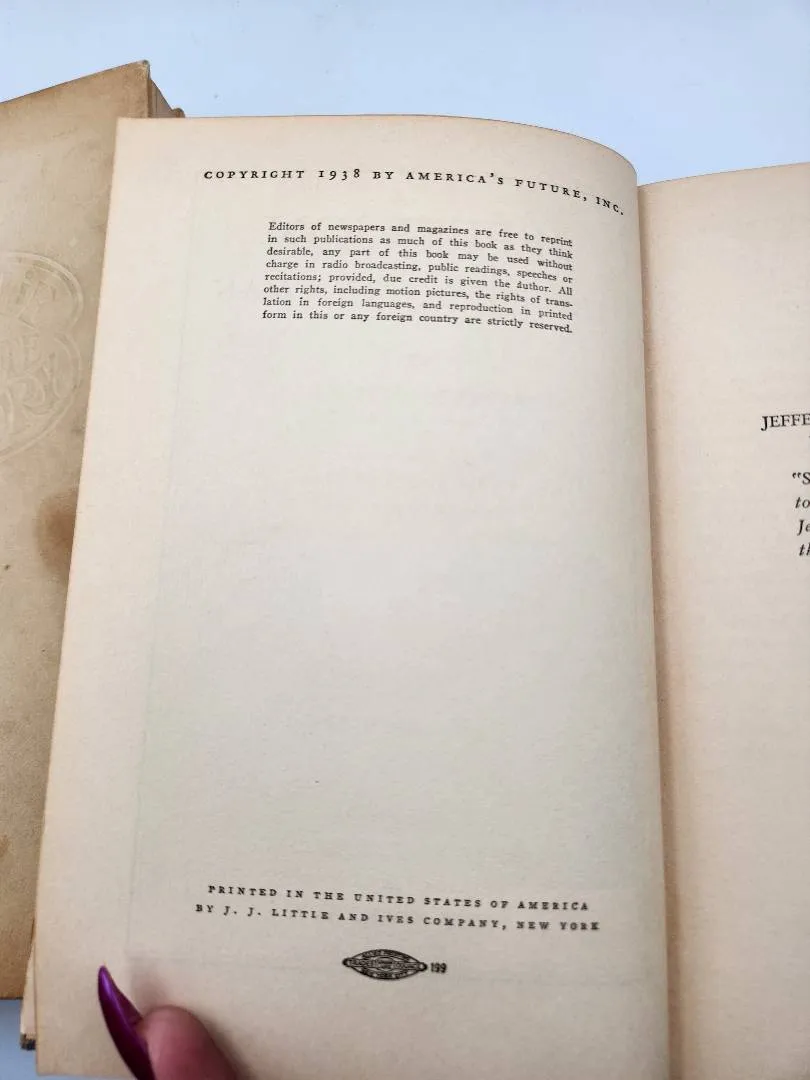 COPYRIGHT 1938 BY AMERICA'S FUTURE, INC.
Editors of newspapers and magazines are free to reprint
in such publications as much of this book as they think
desirable, any part of this book may be used without
charge in radio broadcasting, public readings, speeches or
recitations; provided, due credit is given the author. All
other rights, including motion pictures, the rights of trans-
lation in foreign languages, and reproduction in printed
form in this or any foreign country are strictly reserved.
PRINTED IN THE UNITED STATES OF AMERICA
BY J. J. LITTLE AND IVES COMPANY, NEW YORK
199
JEFFE
"S
to
Je
th